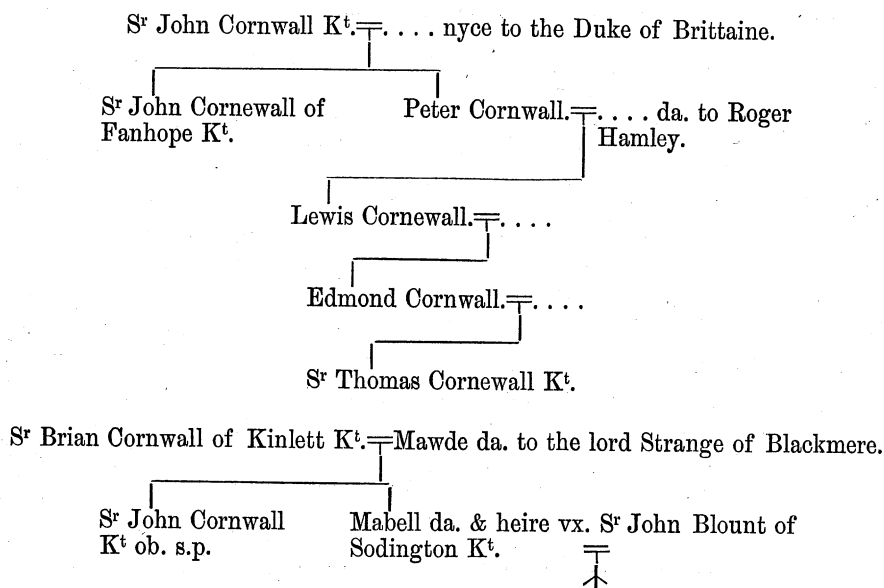 Sʳ John Cornwall Kᵗ. . . . . nyce to the Duke of Brittaine.
Sʳ John Cornewall of
Fanhope Kᵗ.
Peter Cornwall. . . . . da. to Roger
Hamley.
Lewis Cornewall. . . . .
Edmond Cornwall. . . . .
Sʳ Thomas Cornewall Kᵗ.
Sʳ Brian Cornwall of Kinlett Kᵗ. Mawde da. to the lord Strange of Blackmere.
Sʳ John Cornwall
Kᵗ ob. s.p.
Mabell da. & heire vx. Sʳ John Blount of
Sodington Kᵗ.